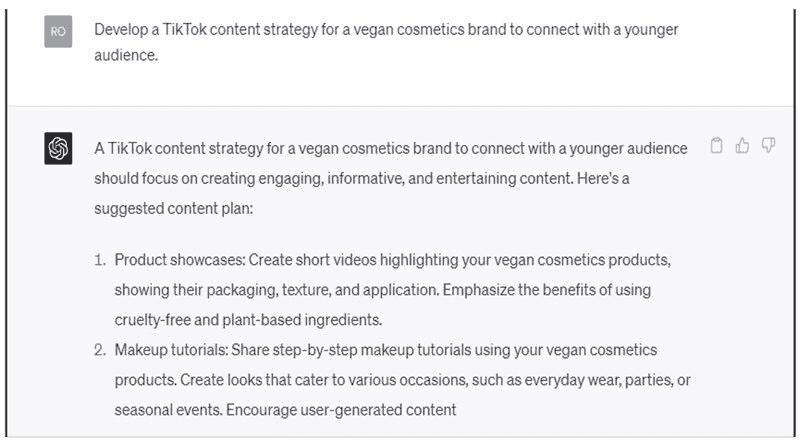 RO
Develop a TikTok content strategy for a vegan cosmetics brand to connect with a younger
audience.
A TikTok content strategy for a vegan cosmetics brand to connect with a younger audience
should focus on creating engaging, informative, and entertaining content. Here's a
suggested content plan:
1. Product showcases: Create short videos highlighting your vegan cosmetics products,
showing their packaging, texture, and application. Emphasize the benefits of using
cruelty-free and plant-based ingredients.
2. Makeup tutorials: Share step-by-step makeup tutorials using your vegan cosmetics
products. Create looks that cater to various occasions, such as everyday wear, parties, or
seasonal events. Encourage user-generated content